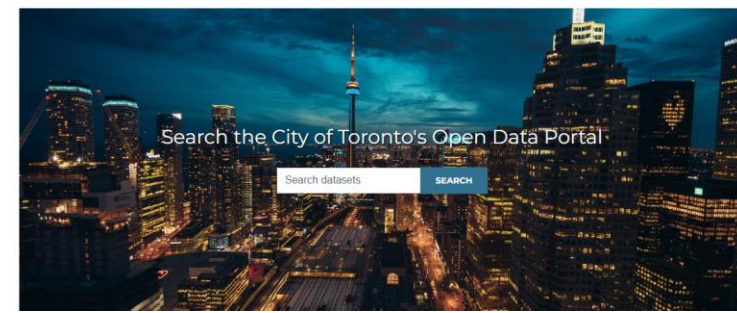 Search the City of Toronto's Open Data Portal
Search datasets
SEARCH